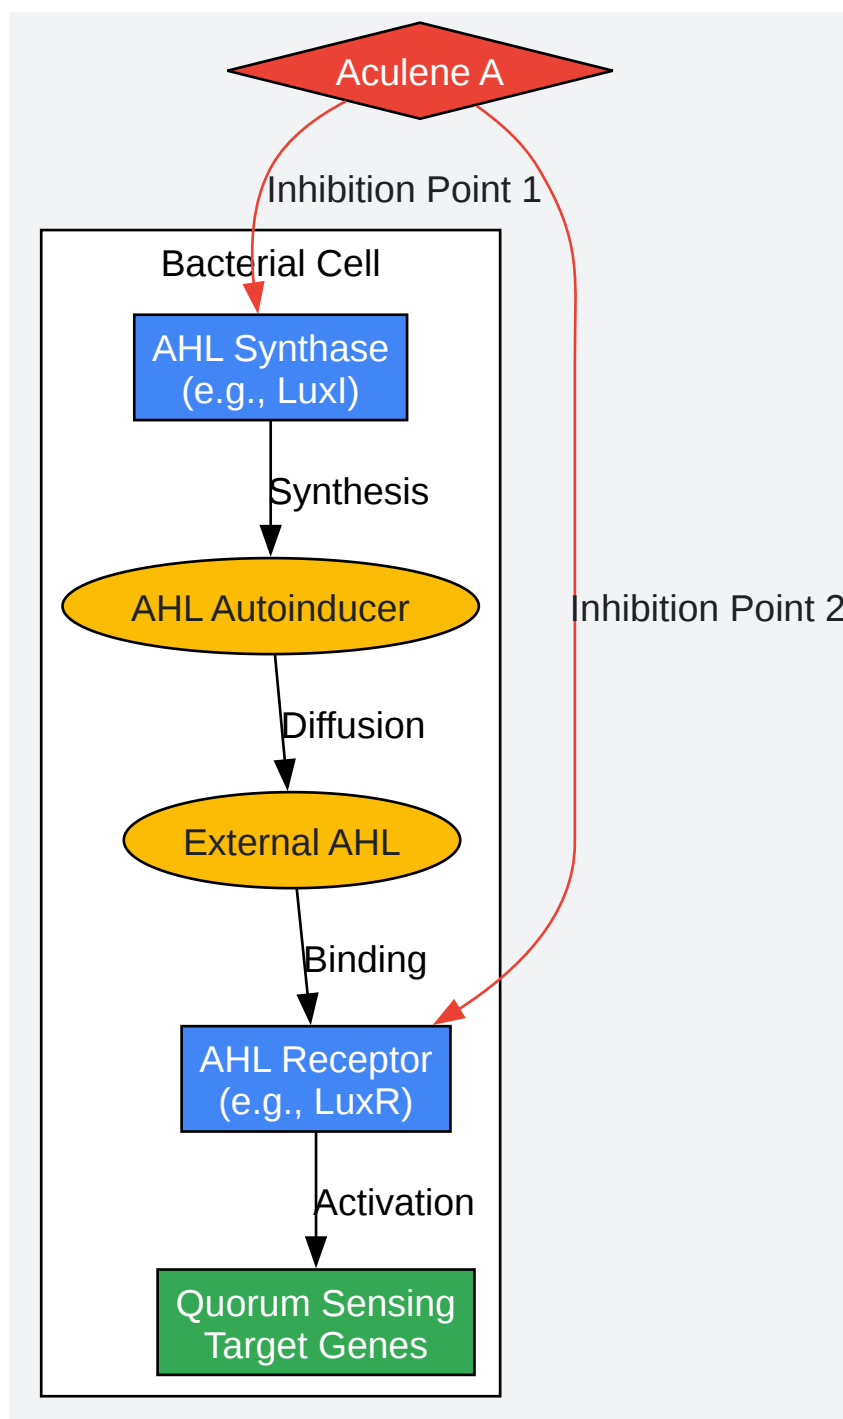 Aculene A
Inhibition Point 1
Bacterial Cell
AHL Synthase
(e.g., LuxI)
Synthesis
AHL Autoinducer
Inhibition Point 2
Diffusion
External AHL
Binding
AHL Receptor
(e.g., LuxR)
Activation
Quorum Sensing
Target Genes